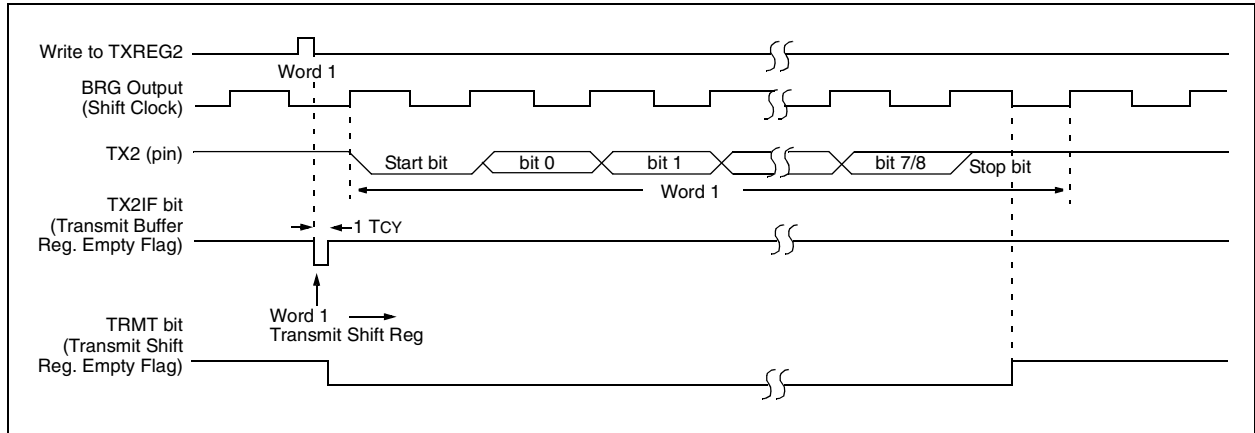 Write to TXREG2
Word 1
BRG Output
(Shift Clock)
TX2 (pin)
Start bit
bit 0
bit 1
bit 7/8
Stop bit
Word 1
TX2IF bit
(Transmit Buffer
Reg. Empty Flag)
1 TCY
Word 1
Transmit Shift Reg
TRMT bit
(Transmit Shift
Reg. Empty Flag)